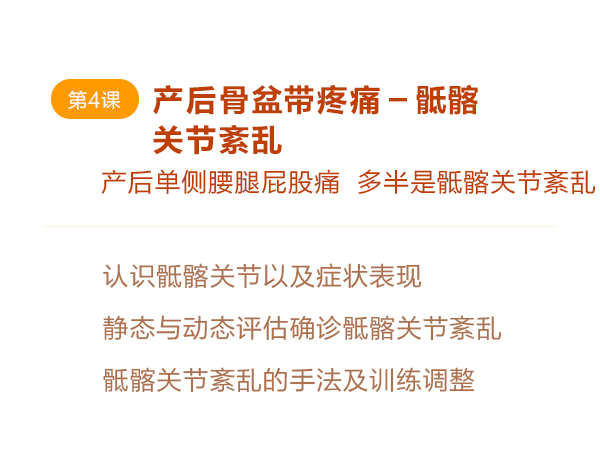 第4课
产后骨盆带疼痛－骶髂
关节紊乱
产后单侧腰腿屁股痛 多半是骶髂关节紊乱
认识骶髂关节以及症状表现
静态与动态评估确诊骶髂关节紊乱
骶髂关节紊乱的手法及训练调整